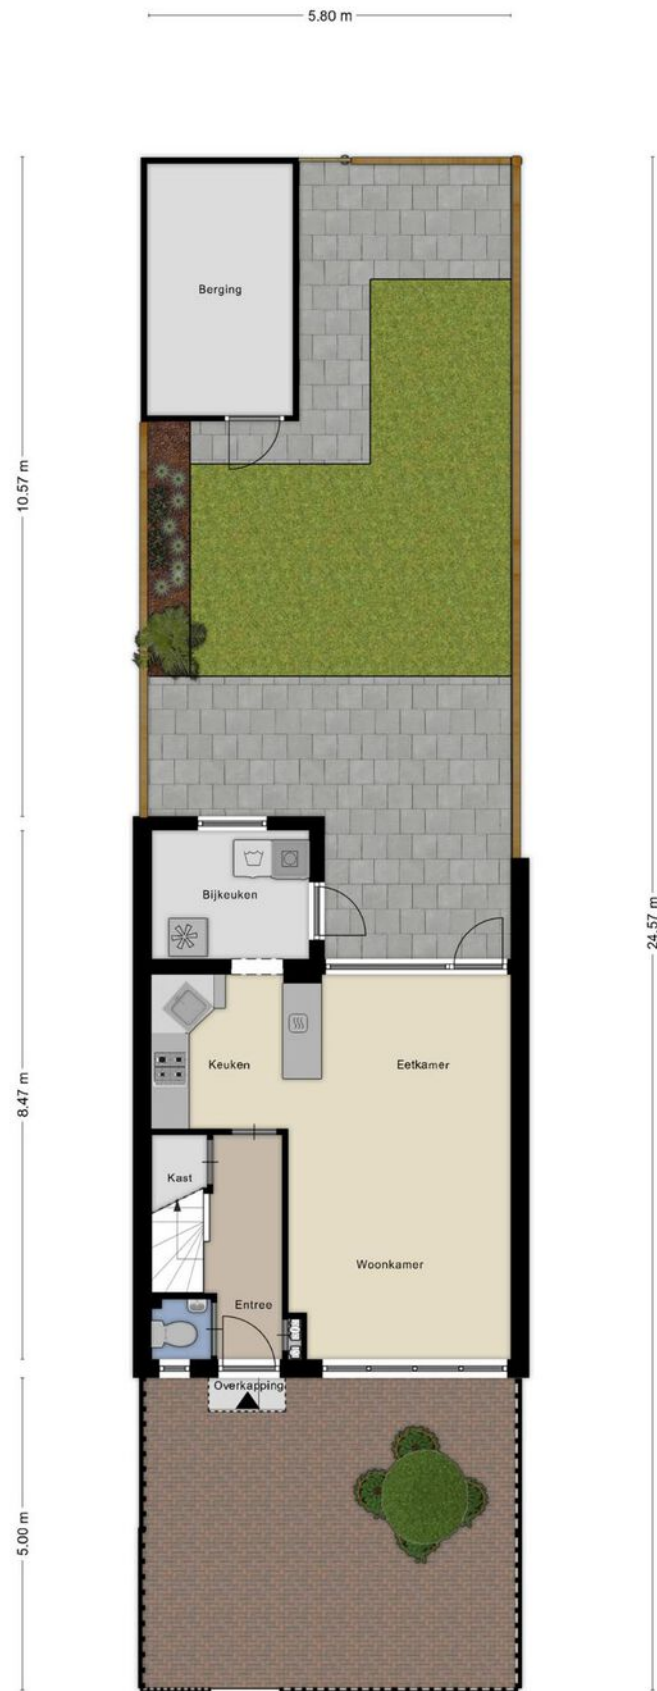 5.80 m
Berging
10.57 m
Bijkeuken
24.57 m
Keuken
Eetkamer
8.47 m
Kast
Woonkamer
Entree
Overkapping
5.00 m